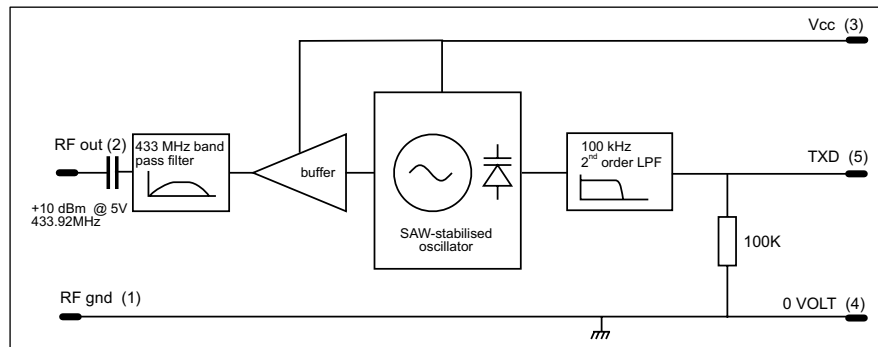 Vcc (3)
RF out (2)
433 MHz band
pass filter
buffer
100 kHz
2nd order LPF
TXD (5)
+10 dBm @ 5V
433.92MHz
SAW-stabilised
oscillator
100K
RF gnd (1)
0 VOLT (4)